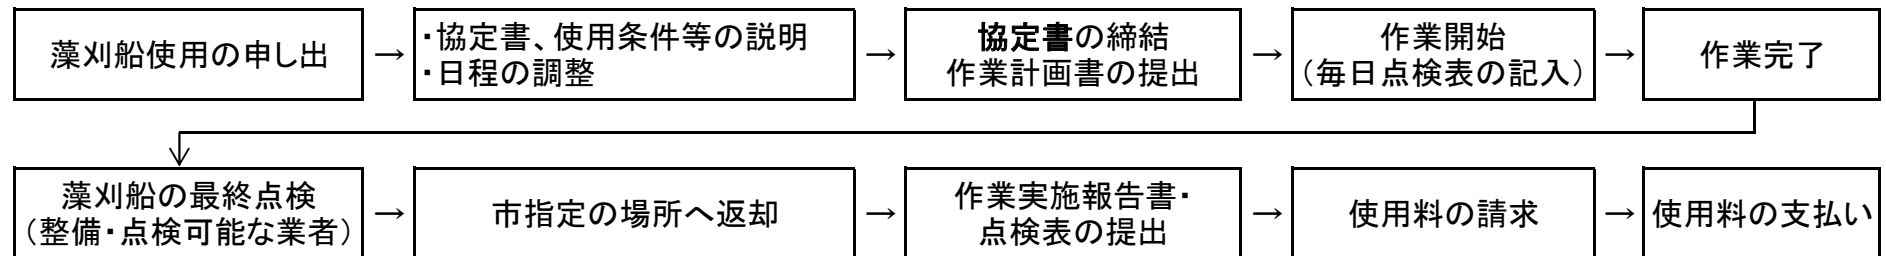 藻刈船使用の申し出
→
・協定書、使用条件等の説明
・日程の調整
→
協定書の締結
作業計画書の提出
→
作業開始
（毎日点検表の記入）
→
作業完了
藻刈船の最終点検
（整備・点検可能な業者）
→
市指定の場所へ返却
→
作業実施報告書・
点検表の提出
→
使用料の請求
→
使用料の支払い